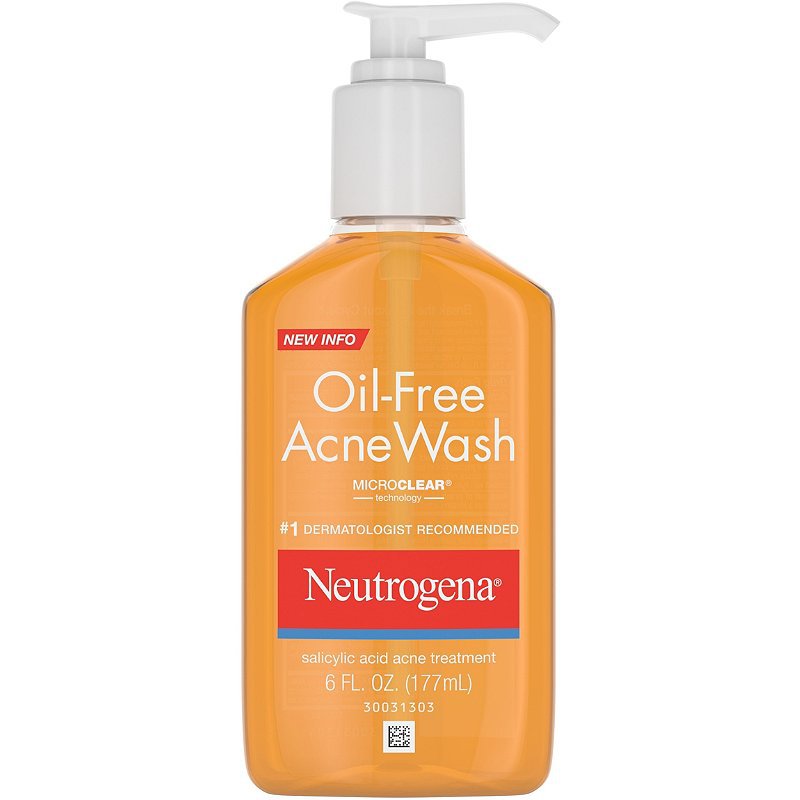 NEW INFO
Oil-Free
Acne Wash
MICROCLEAR®
technology
#1 DERMATOLOGIST RECOMMENDED
Neutrogena®
salicylic acid acne treatment
6 FL. OZ. (177mL)
30031303